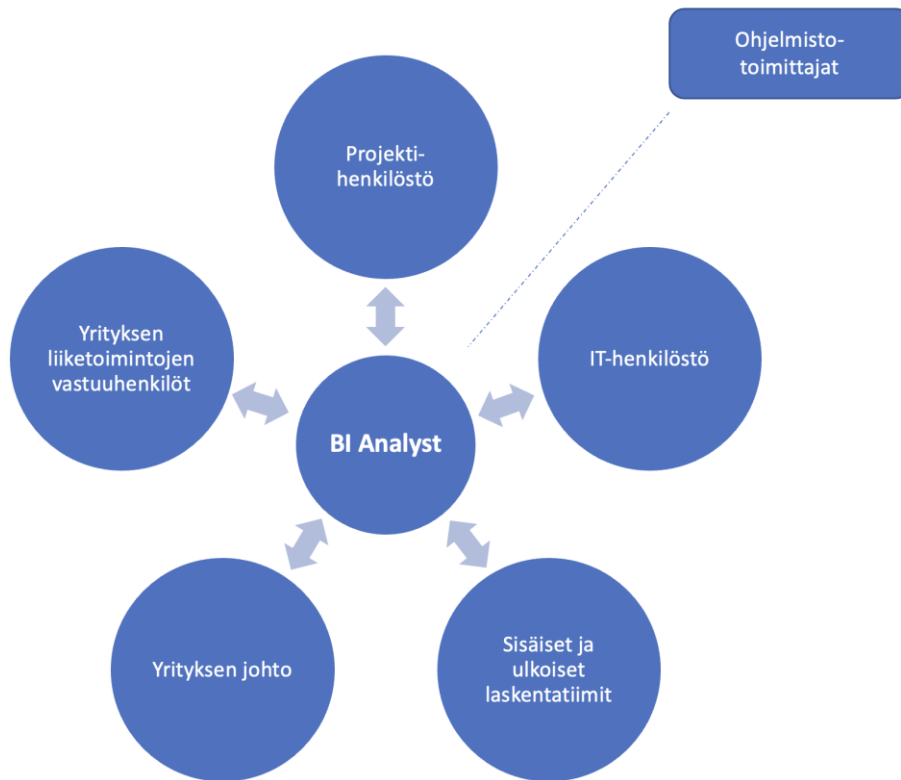 Ohjelmisto-
toimittajat
Projekti-
henkilöstö
Yrityksen
liiketoimintojen
vastuuhenkilöt
IT-henkilöstö
BI Analyst
Yrityksen johto
Sisäiset ja
ulkoiset
laskentatiimit